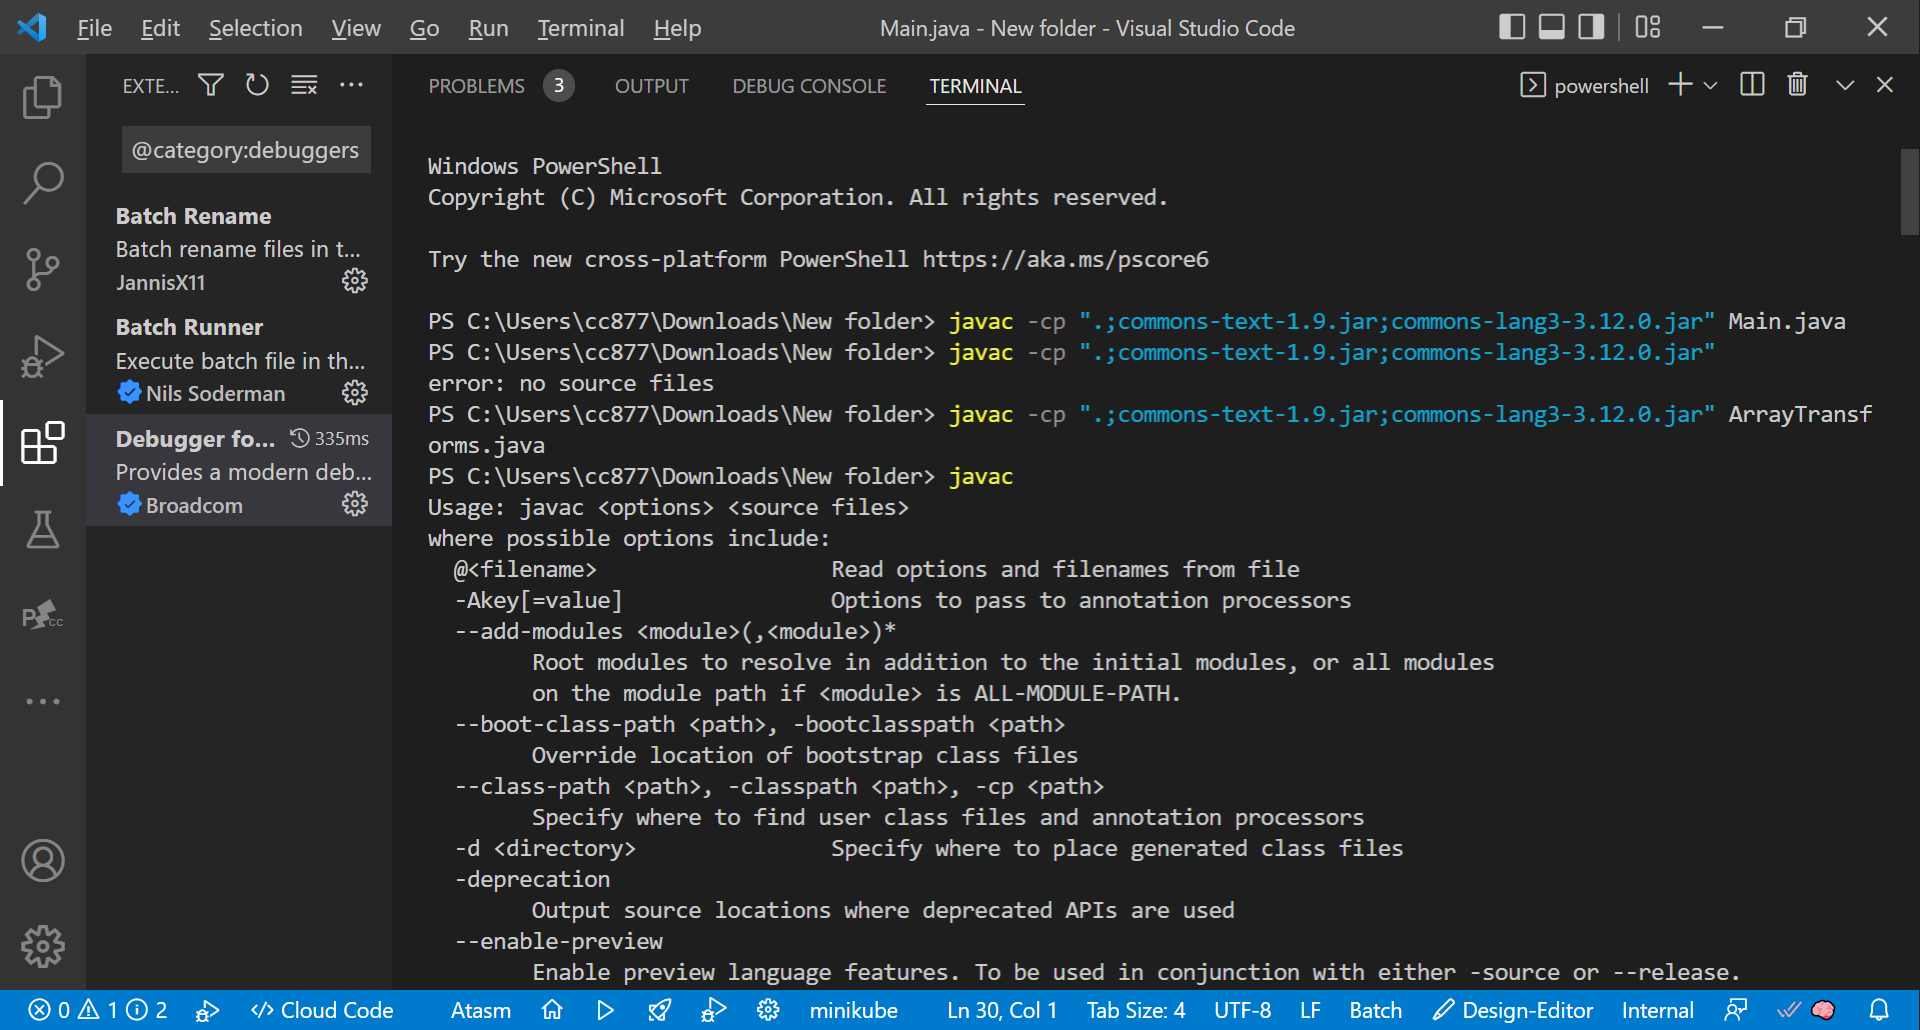 File Edit Selection View Go Run Terminal Help
Main.java - New folder - Visual Studio Code
EXTE...
@category:debuggers
Batch Rename
Batch rename files in t...
JannisX11
Batch Runner
Execute batch file in th...
Nils Soderman
Debugger fo... 335ms
Provides a modern deb...
Broadcom
PROBLEMS 3 OUTPUT DEBUG CONSOLE TERMINAL
powershell
Windows PowerShell
Copyright (C) Microsoft Corporation. All rights reserved.
Try the new cross-platform PowerShell https://aka.ms/pscore6
PS C:\Users\cc877\Downloads\New folder> javac -cp ".;commons-text-1.9.jar;commons-lang3-3.12.0.jar" Main.java
PS C:\Users\cc877\Downloads\New folder> javac -cp ".;commons-text-1.9.jar;commons-lang3-3.12.0.jar"
error: no source files
PS C:\Users\cc877\Downloads\New folder> javac -cp ".;commons-text-1.9.jar;commons-lang3-3.12.0.jar" ArrayTransf
orms.java
PS C:\Users\cc877\Downloads\New folder> javac
Usage: javac <options> <source files>
where possible options include:
@<filename> Read options and filenames from file
-Akey[=value] Options to pass to annotation processors
--add-modules <module>(,<module>)*
Root modules to resolve in addition to the initial modules, or all modules
on the module path if <module> is ALL-MODULE-PATH.
--boot-class-path <path>, -bootclasspath <path>
Override location of bootstrap class files
--class-path <path>, -classpath <path>, -cp <path>
Specify where to find user class files and annotation processors
-d <directory> Specify where to place generated class files
-deprecation
Output source locations where deprecated APIs are used
--enable-preview
Enable preview language features. To be used in conjunction with either -source or --release.
P CC
0 1 2 Cloud Code Atasm minikube Ln 30, Col 1 Tab Size: 4 UTF-8 LF Batch Design-Editor Internal